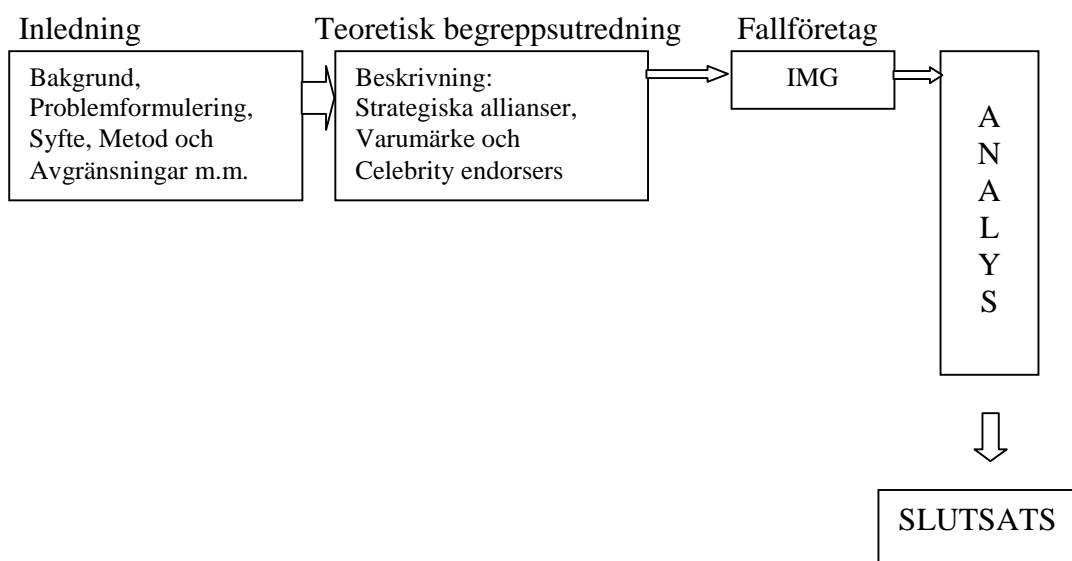 Inledning
Bakgrund,
Problemformulering,
Syfte, Metod och
Avgränsningar m.m.
Teoretisk begreppsutredning
Beskrivning:
Strategiska allianser,
Varumärke och
Celebrity endorsers
Fallföretag
IMG
A
N
A
L
Y
S
SLUTSATS